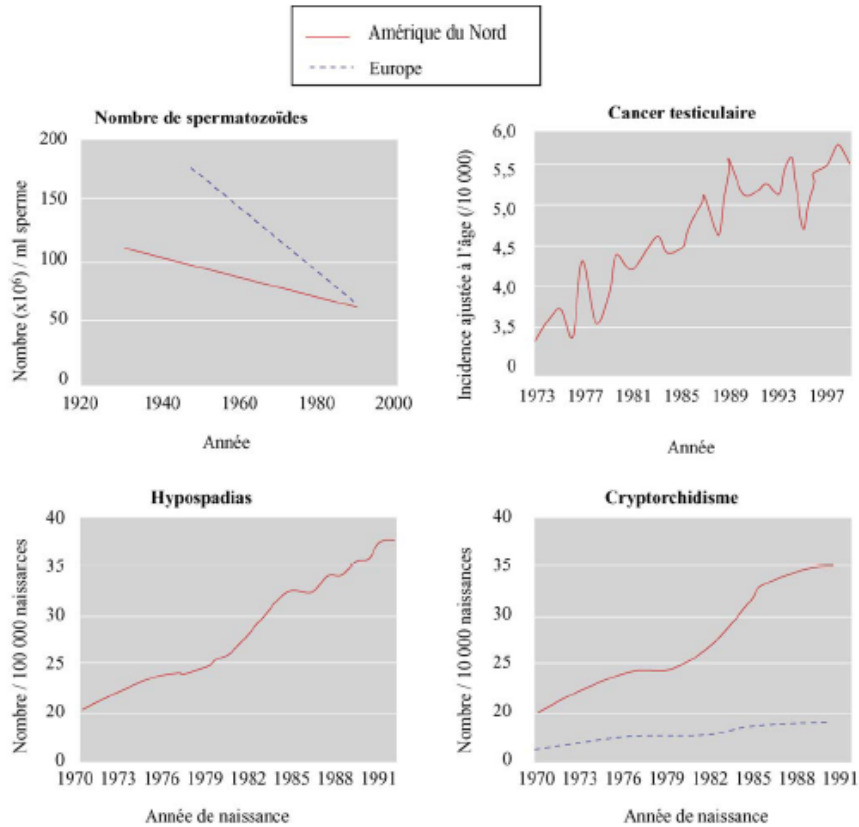 Amérique du Nord
Europe
Nombre de spermatozoïdes
200
150
100
50
0
1920 1940 1960 1980 2000
Nombre (x10⁶) / ml sperme
Année
Cancer testiculaire
6,0
5,5
4,5
4,0
3,5
0
1973 1977 1981 1985 1989 1993 1997
Incidence ajustée à l'âge (/10 000)
Année
Hypospadias
40
35
30
25
20
0
1970 1973 1976 1979 1982 1985 1988 1991
Nombre / 100 000 naissances
Année de naissance
Cryptorchidisme
40
35
30
25
20
0
1970 1973 1976 1979 1982 1985 1988 1991
Nombre / 10 000 naissances
Année de naissance